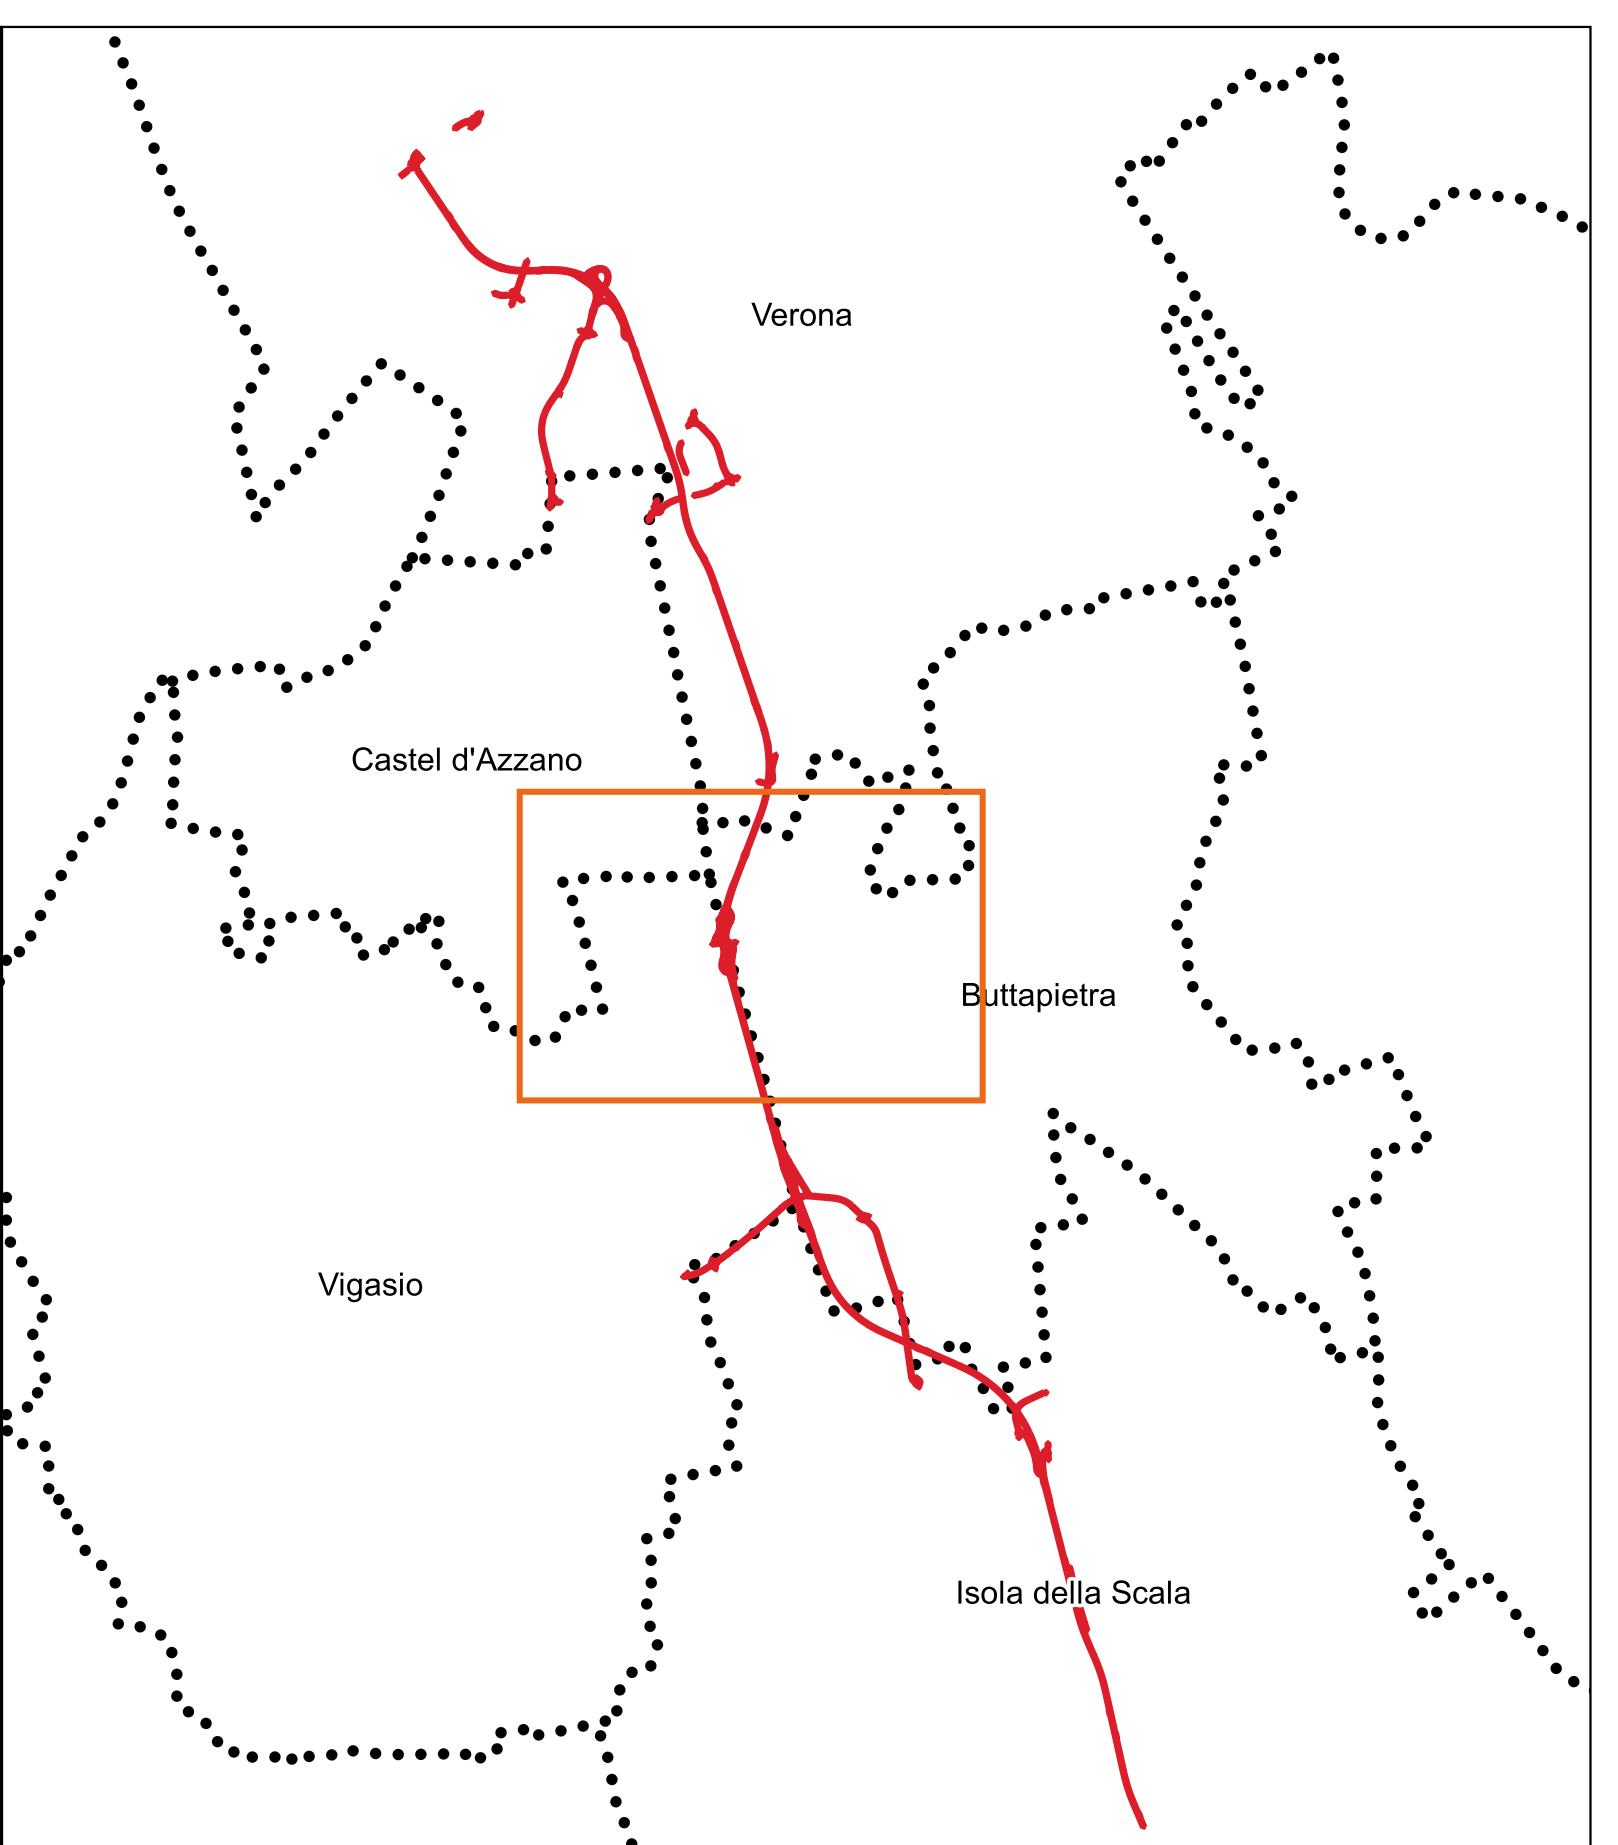 Verona
Castel d'Azzano
Buttapietra
Vigasio
Isola della Scala